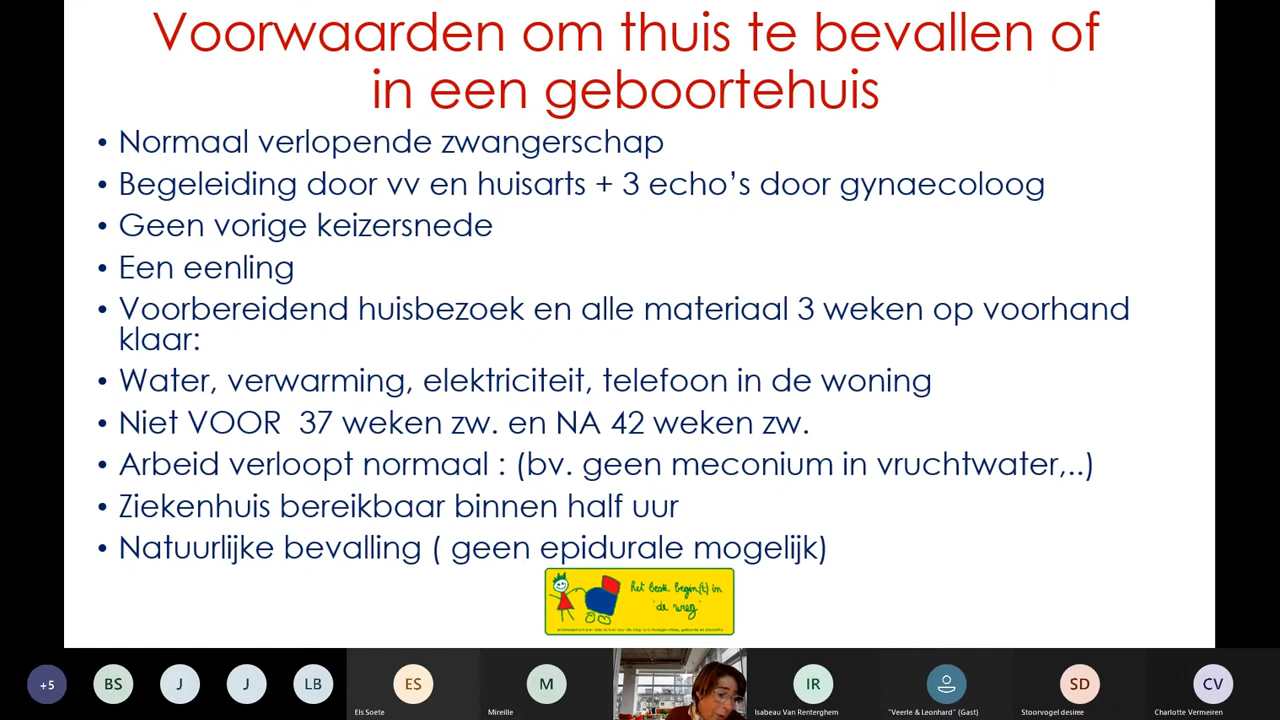 Voorwaarden om thuis te bevallen of
in een geboortehuis
• Normaal verlopende zwangerschap
• Begeleiding door vv en huisarts + 3 echo’s door gynaecoloog
• Geen vorige keizersnede
• Een eenling
• Voorbereidend huisbezoek en alle materiaal 3 weken op voorhand
klaar:
• Water, verwarming, elektriciteit, telefoon in de woning
• Niet VOOR  37 weken zw. en NA 42 weken zw.
• Arbeid verloopt normaal : (bv. geen meconium in vruchtwater,..)
• Ziekenhuis bereikbaar binnen half uur
• Natuurlijke bevalling ( geen epidurale mogelijk)
het beste begin(t) in
'de wieg'
+5
BS
J
J
LB
ES
M
IR
SD
CV
Els Soete
Mireille
Isabeau Van Renterghem
"Veerle & Leonhard" (Gast)
Stoorvogel desiree
Charlotte Vermeiren